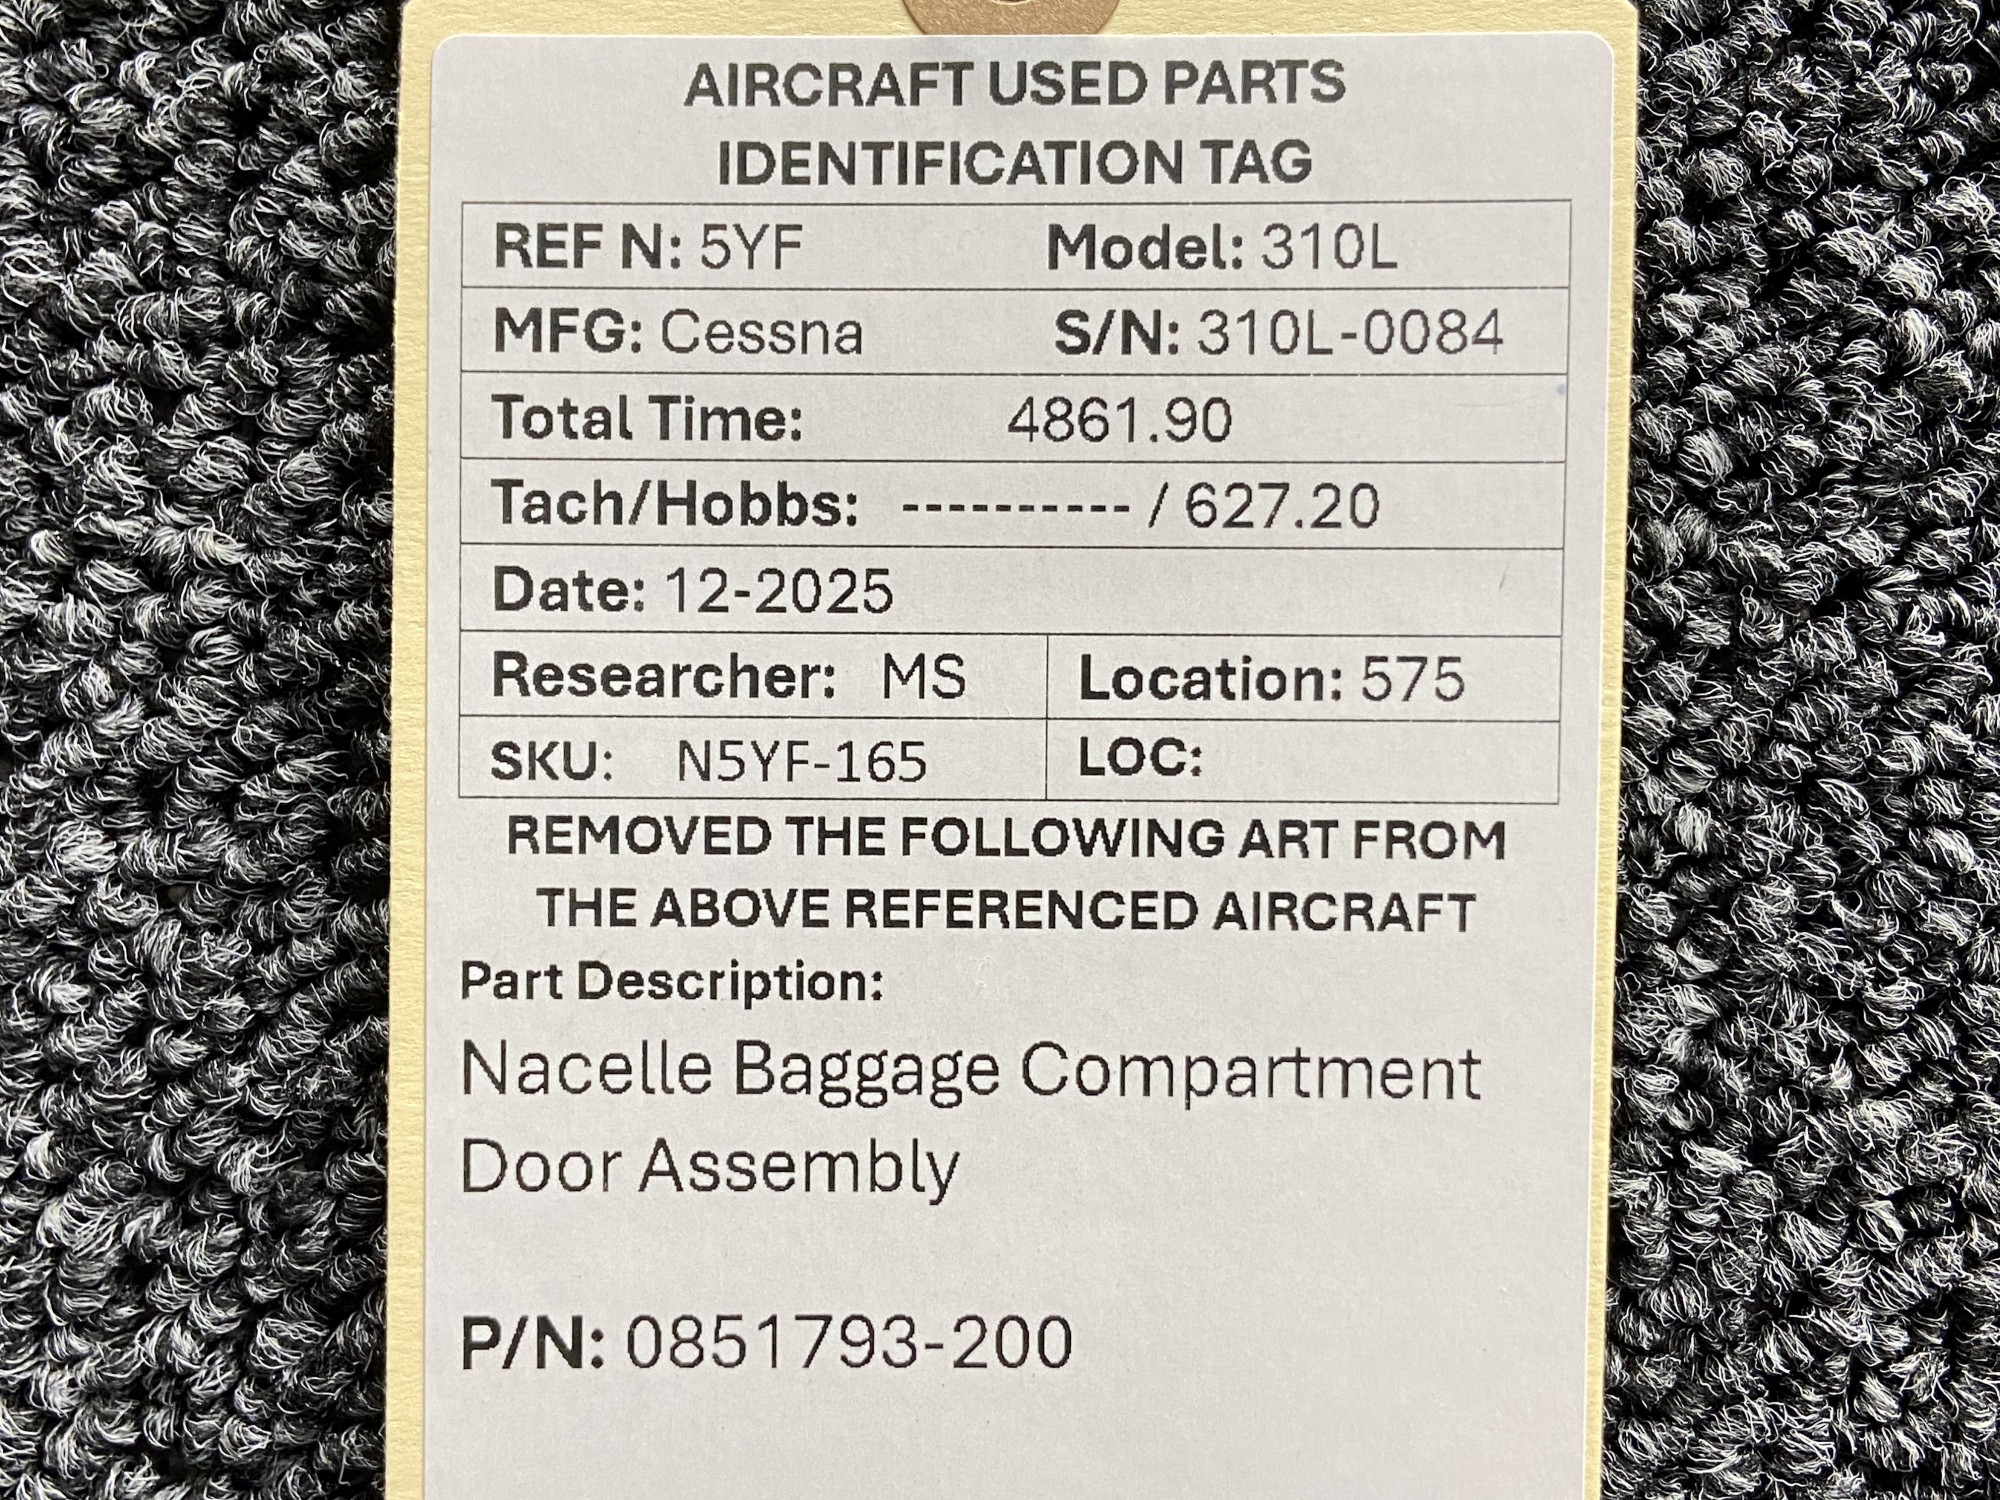 AIRCRAFT USED PARTS
IDENTIFICATION TAG
REF N: 5YF Model: 310L
MFG: Cessna S/N: 310L-0084
Total Time: 4861.90
Tach/Hobbs: ---------- / 627.20
Date: 12-2025
Researcher: MS Location: 575
SKU: N5YF-165 LOC:
REMOVED THE FOLLOWING ART FROM
THE ABOVE REFERENCED AIRCRAFT
Part Description:
Nacelle Baggage Compartment
Door Assembly
P/N: 0851793-200